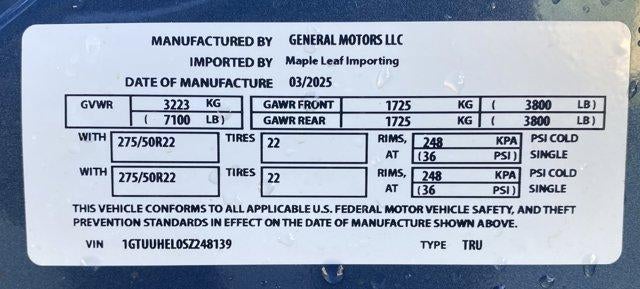 MANUFACTURED BY GENERAL MOTORS LLC
IMPORTED BY Maple Leaf Importing
DATE OF MANUFACTURE 03/2025
GVWR 3223 KG GAWR FRONT 1725 KG ( 3800 LB )
( 7100 LB ) GAWR REAR 1725 KG ( 3800 LB )
WITH 275/50R22 TIRES 22 RIMS, 248 KPA PSI COLD
AT (36 PSI ) SINGLE
WITH 275/50R22 TIRES 22 RIMS, 248 KPA PSI COLD
AT (36 PSI ) SINGLE
THIS VEHICLE CONFORMS TO ALL APPLICABLE U.S. FEDERAL MOTOR VEHICLE SAFETY, AND THEFT
PREVENTION STANDARDS IN EFFECT ON THE DATE OF MANUFACTURE SHOWN ABOVE.
VIN 1GTUUHEL0SZ248139 TYPE TRU